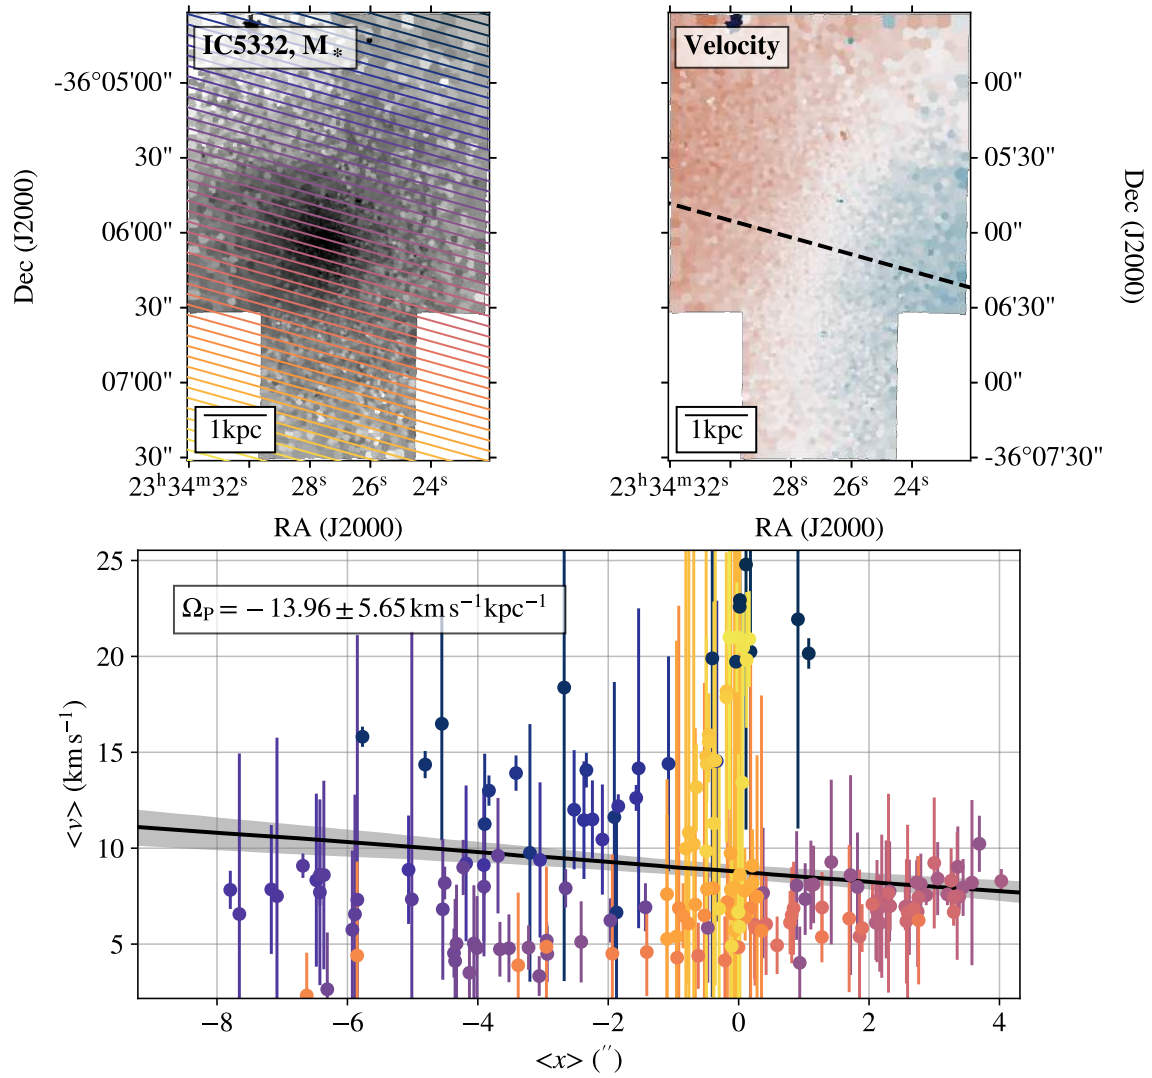 IC5332, M*
Velocity
-36°05'00"
30"
06'00"
30"
07'00"
30"
Dec (J2000)
1kpc
23ʰ34ᵐ32ˢ 28ˢ 26ˢ 24ˢ
RA (J2000)
00"
05'30"
00"
06'30"
00"
-36°07'30"
Dec (J2000)
1kpc
23ʰ34ᵐ32ˢ 28ˢ 26ˢ 24ˢ
RA (J2000)
Ω_P = −13.96 ± 5.65 km s⁻¹kpc⁻¹
25
20
15
10
5
<v> (km s⁻¹)
−8 −6 −4 −2 0 2 4
<x> (′′)